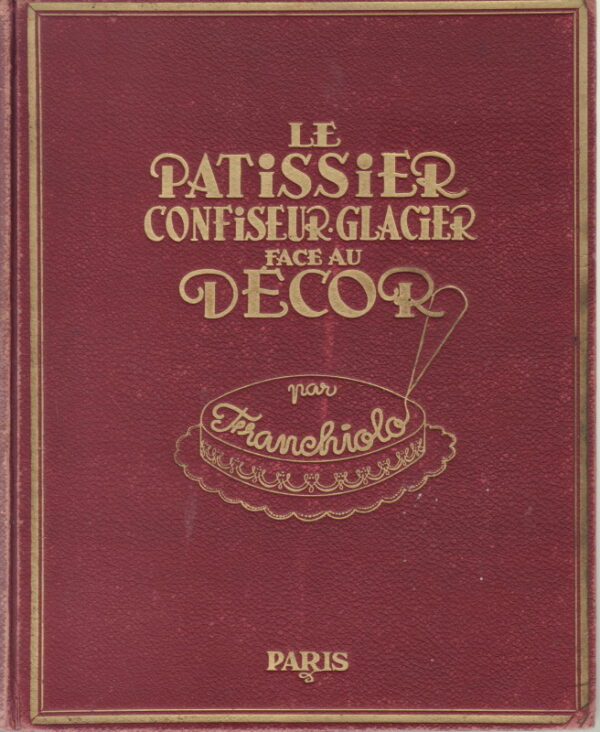 LE
PATiSSiER
CONFiSEUR·GLACiER
FACE AU
DÉCOR
par
Franchiolo
PARIS